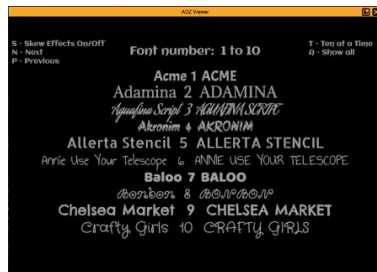 AOZ Viewer
S - Skew Effects On/Off
N - Next
P - Previous
Font number: 1 to 10
T - Ten at a Time
A - Show all
Acme 1 ACME
Adamina 2 ADAMINA
Aguafina Script 3 AGUAFINA SCRIPT
Akronim 4 AKRONIM
Allerta Stencil 5 ALLERTA STENCIL
Annie Use Your Telescope 6 ANNIE USE YOUR TELESCOPE
Baloo 7 BALOO
Bonbon 8 BONBON
Chelsea Market 9 CHELSEA MARKET
Crafty Girls 10 CRAFTY GIRLS